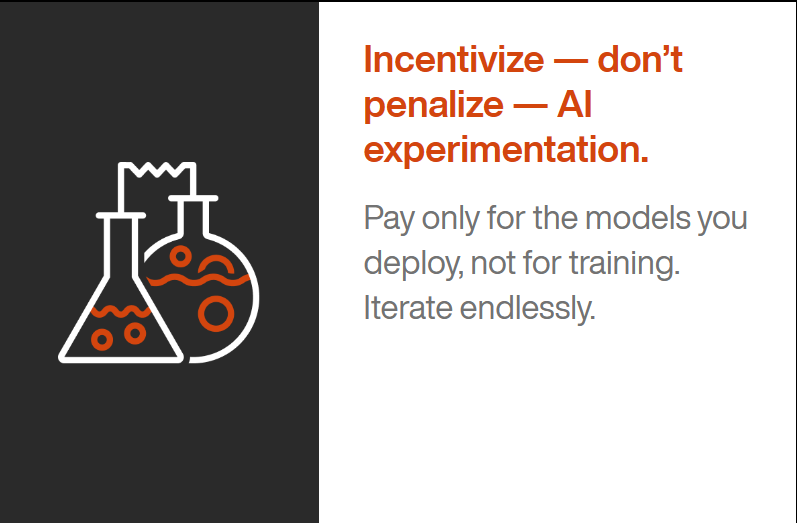 Incentivize — don’t
penalize — AI
experimentation.
Pay only for the models you
deploy, not for training.
Iterate endlessly.